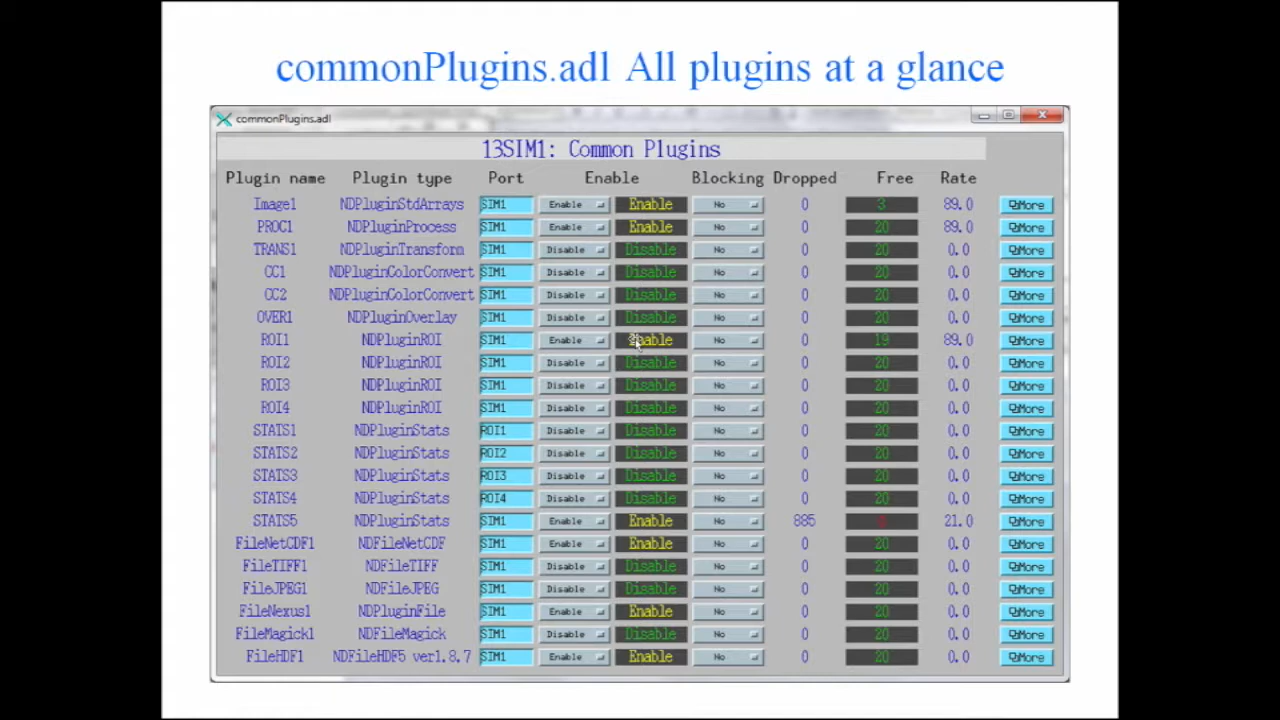 commonPlugins.adl All plugins at a glance
commonPlugins.adl
13SIM1: Common Plugins
Plugin name Plugin type Port Enable Blocking Dropped Free Rate
Image1 NDPluginStdArrays SIM1 Enable Enable No 0 3 89.0 More
PROC1 NDPluginProcess SIM1 Enable Enable No 0 20 89.0 More
TRANS1 NDPluginTransform SIM1 Disable Disable No 0 20 0.0 More
CC1 NDPluginColorConvert SIM1 Disable Disable No 0 20 0.0 More
CC2 NDPluginColorConvert SIM1 Disable Disable No 0 20 0.0 More
OVER1 NDPluginOverlay SIM1 Disable Disable No 0 20 0.0 More
ROI1 NDPluginROI SIM1 Enable Enable No 0 19 89.0 More
ROI2 NDPluginROI SIM1 Disable Disable No 0 20 0.0 More
ROI3 NDPluginROI SIM1 Disable Disable No 0 20 0.0 More
ROI4 NDPluginROI SIM1 Disable Disable No 0 20 0.0 More
STATS1 NDPluginStats ROI1 Disable Disable No 0 20 0.0 More
STATS2 NDPluginStats ROI2 Disable Disable No 0 20 0.0 More
STATS3 NDPluginStats ROI3 Disable Disable No 0 20 0.0 More
STATS4 NDPluginStats ROI4 Disable Disable No 0 20 0.0 More
STATS5 NDPluginStats SIM1 Enable Enable No 885 21.0 More
FileNetCDF1 NDFileNetCDF SIM1 Enable Enable No 0 20 0.0 More
FileTIFF1 NDFileTIFF SIM1 Disable Disable No 0 20 0.0 More
FileJPEG1 NDFileJPEG SIM1 Disable Disable No 0 20 0.0 More
FileNexus1 NDPluginFile SIM1 Enable Enable No 0 20 0.0 More
FileMagick1 NDFileMagick SIM1 Disable Disable No 0 20 0.0 More
FileHDF1 NDFileHDF5 ver1.8.7 SIM1 Enable Enable No 0 20 0.0 More